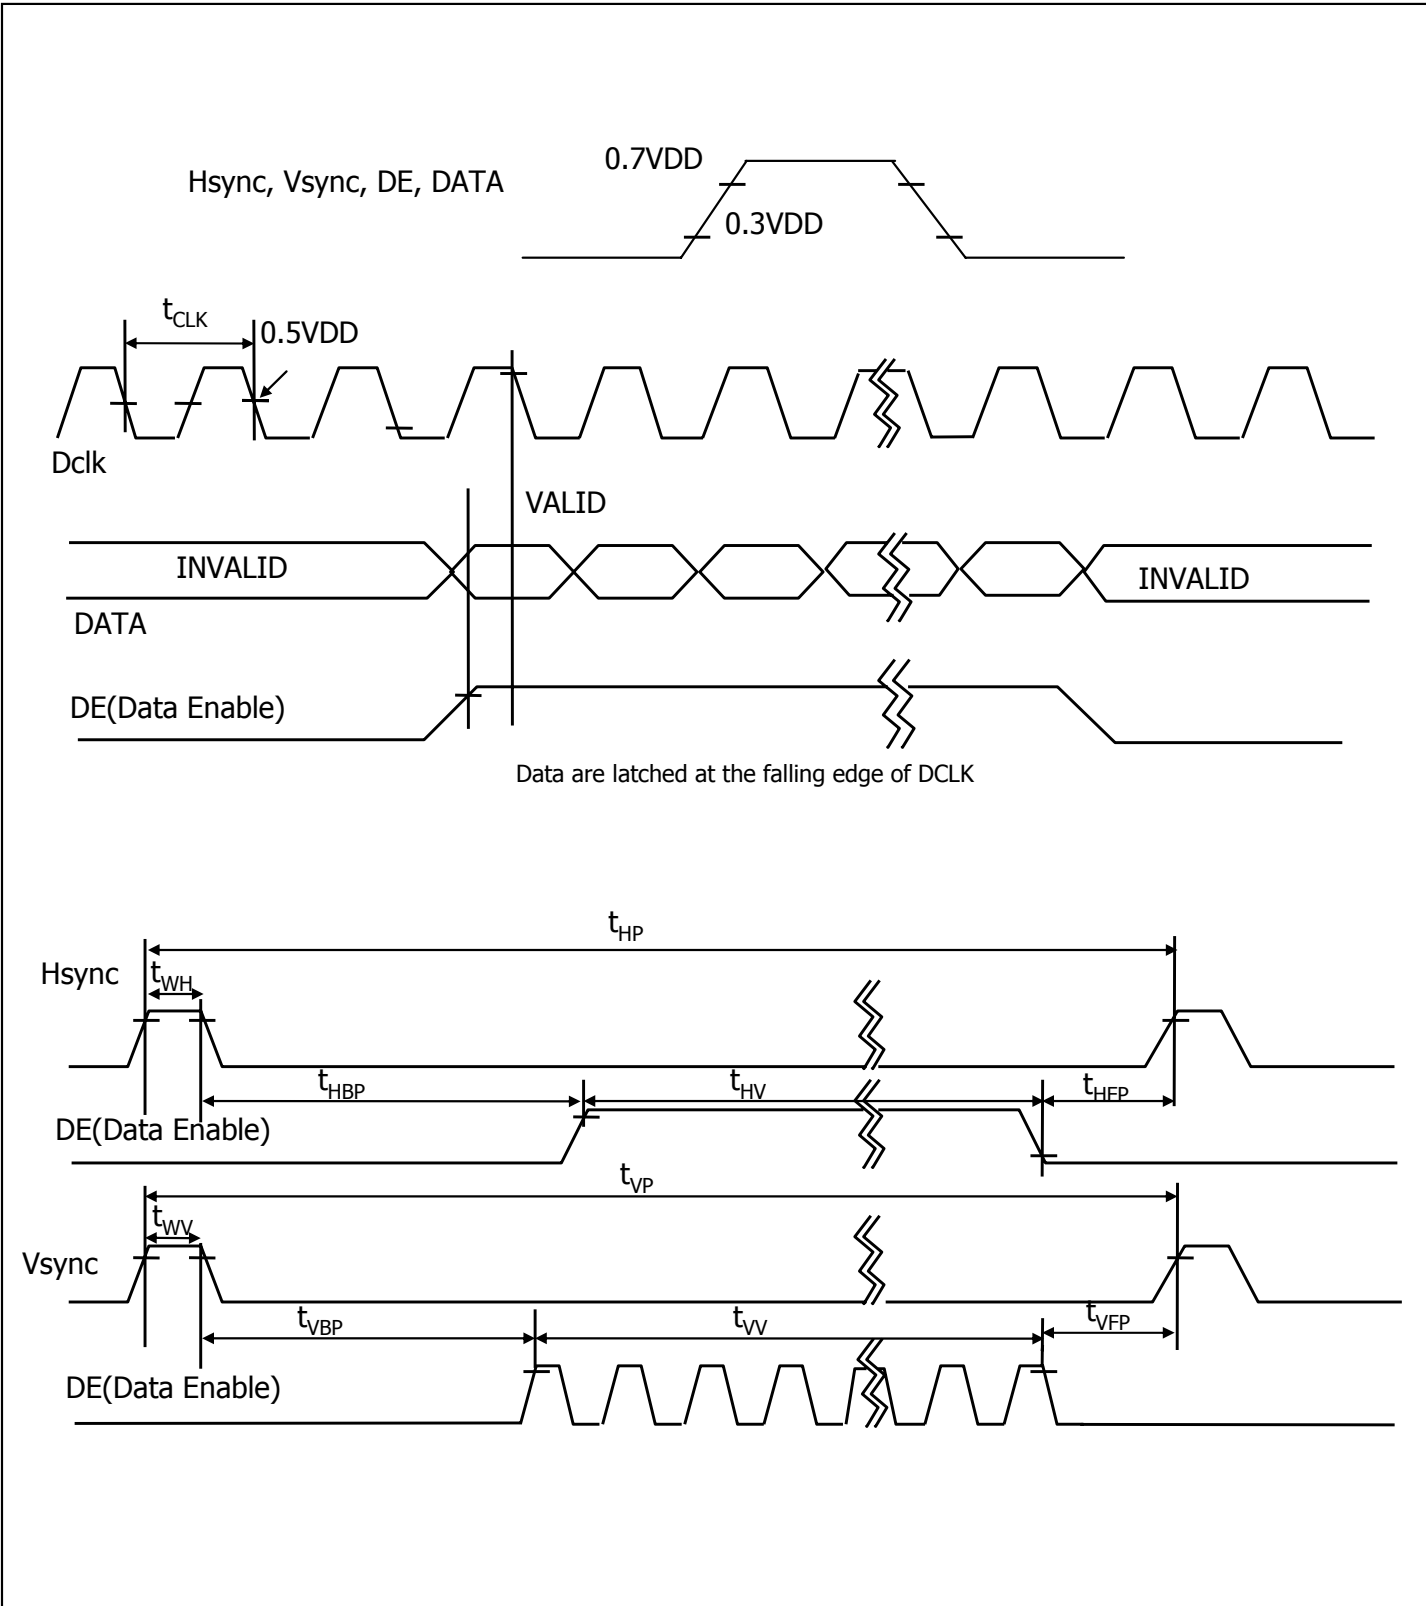 0.7VDD
Hsync, Vsync, DE, DATA
0.3VDD
tCLK
0.5VDD
Dclk
VALID
INVALID
INVALID
DATA
DE(Data Enable)
Data are latched at the falling edge of DCLK
tHP
Hsync
tWH
tHBP
tHV
tHFP
DE(Data Enable)
tVP
tWV
Vsync
tVBP
tVV
tVFP
DE(Data Enable)